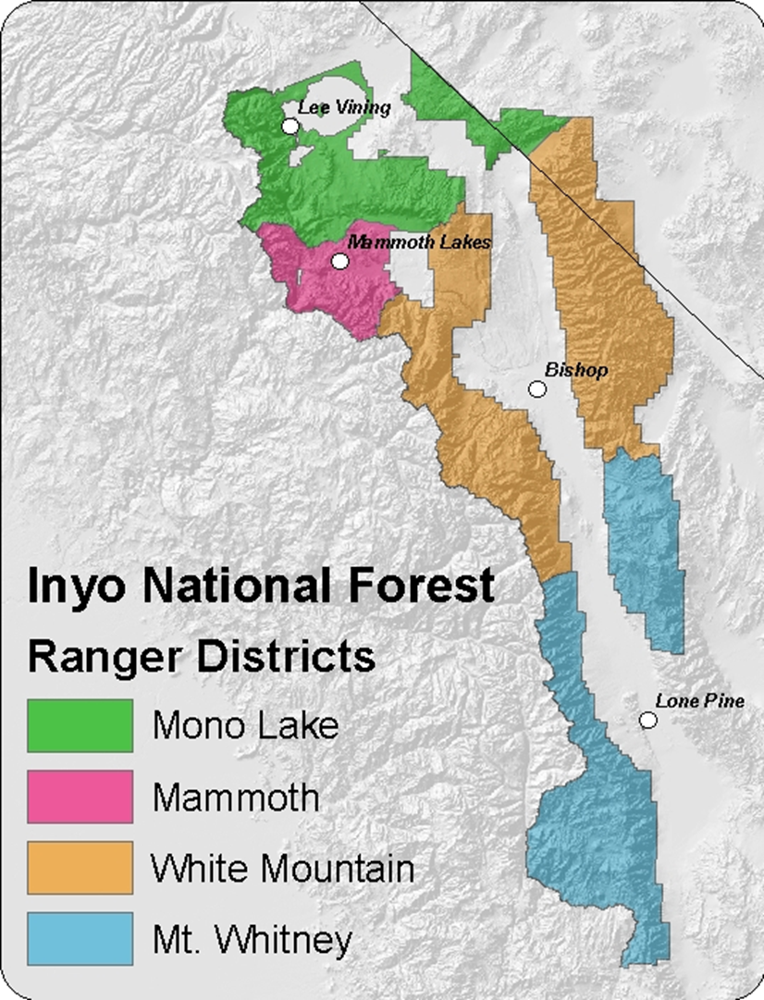 Lee Vining
Mammoth Lakes
Bishop
Inyo National Forest
Ranger Districts
Lone Pine
Mono Lake
Mammoth
White Mountain
Mt. Whitney